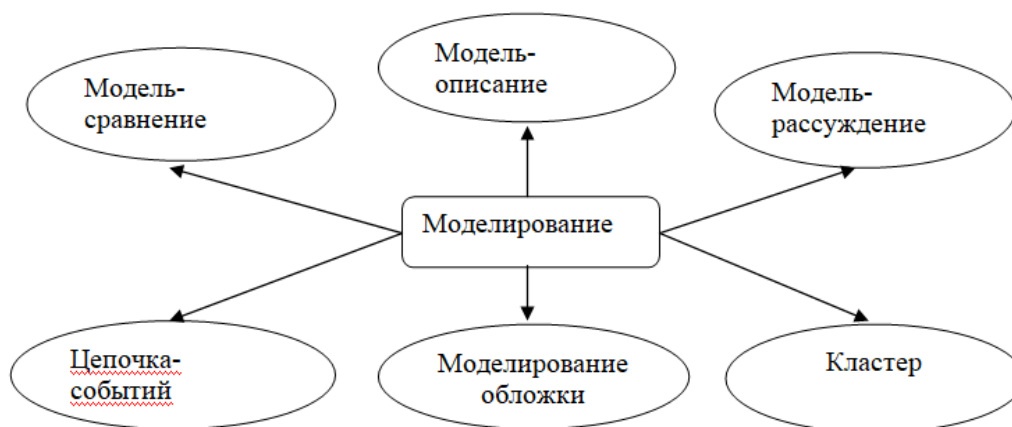 Модель-
сравнение
Модель-
описание
Модель-
рассуждение
Моделирование
Цепочка-
событий
Моделирование
обложки
Кластер